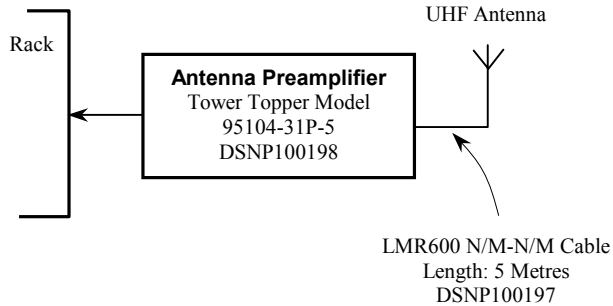 UHF Antenna
Rack
Antenna Preamplifier
Tower Topper Model
95104-31P-5
DSNP100198
LMR600 N/M-N/M Cable
Length: 5 Metres
DSNP100197